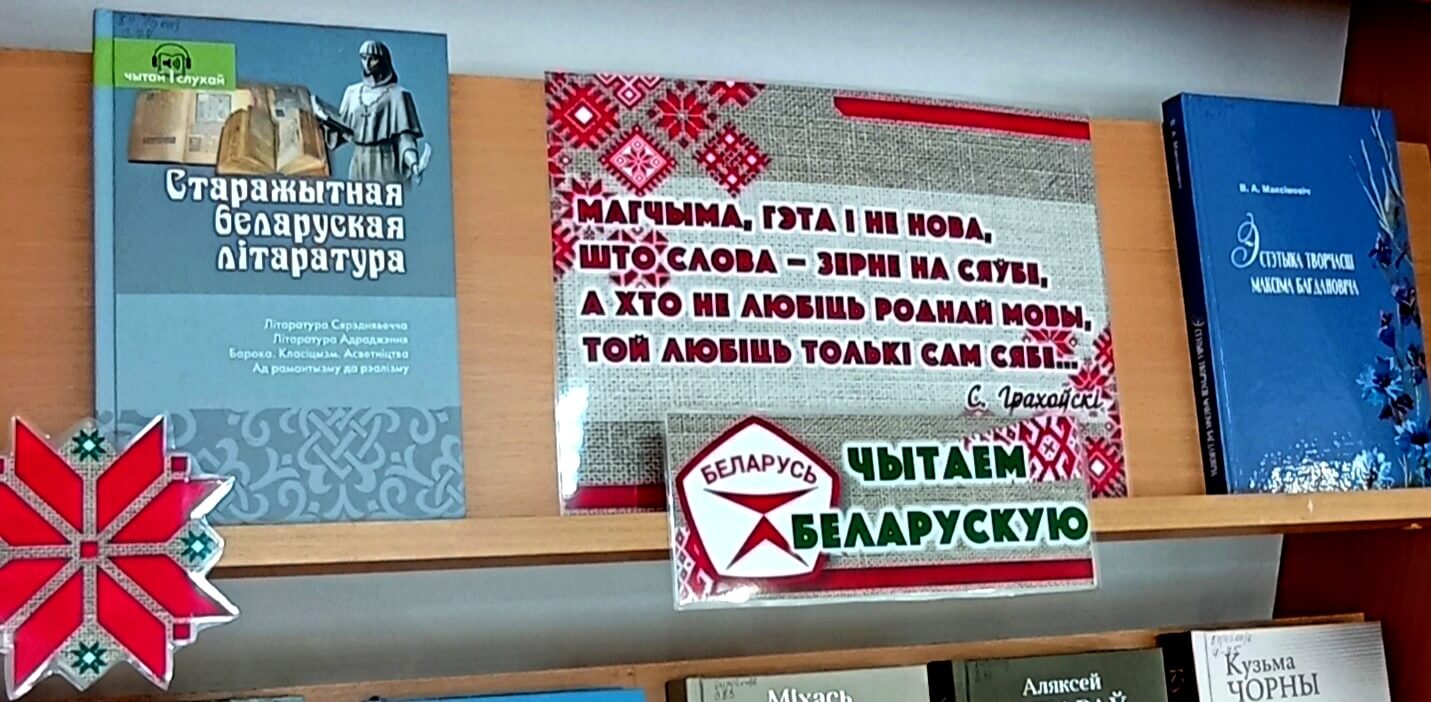 чытай і слухай
Старажытная
беларуская
літаратура
Літаратура Сярэднявечча
Літаратура Адраджэння
Барока. Класіцызм. Асветніцтва
Ад рамантызму да рэалізму
МАГЧЫМА, ГЭТА І НЕ НОВА,
ШТО СЛОВА – ЗЕРНЕ НА СЯЎБЕ,
А ХТО НЕ ЛЮБІЦЬ РОДНАЙ МОВЫ,
ТОЙ ЛЮБІЦЬ ТОЛЬКІ САМ СЯБЕ...
С. Грахоўскі
БЕЛАРУСЬ
ЧЫТАЕМ
БЕЛАРУСКУЮ
В. А. Максімовіч
ЭСТЭТЫКА ТВОРЧАСЦІ
МАКСІМА БАГДАНОВІЧА
Міхась
Аляксей
Кузьма
ЧОРНЫ